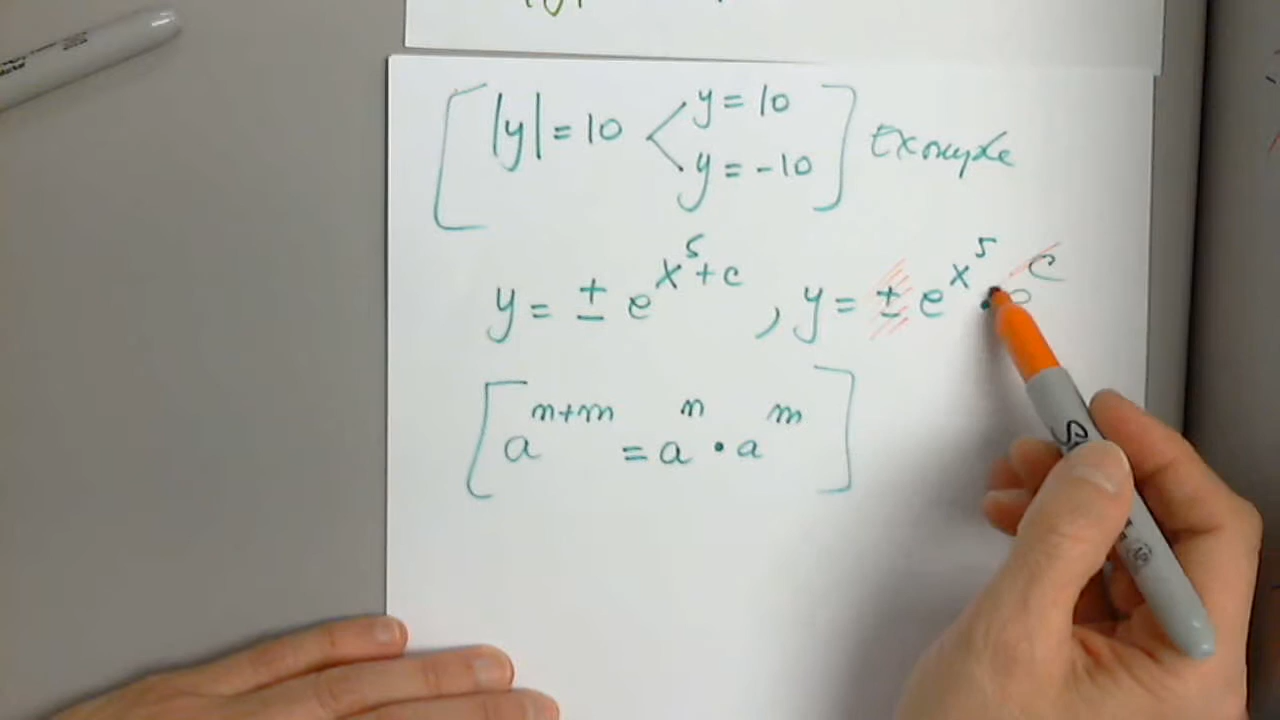 |y| = 10 < y = 10
y = -10
Example
y = ± e^{x^5+c} , y = ± e^{x^5} • e^c
[a^{n+m} = a^n • a^m]